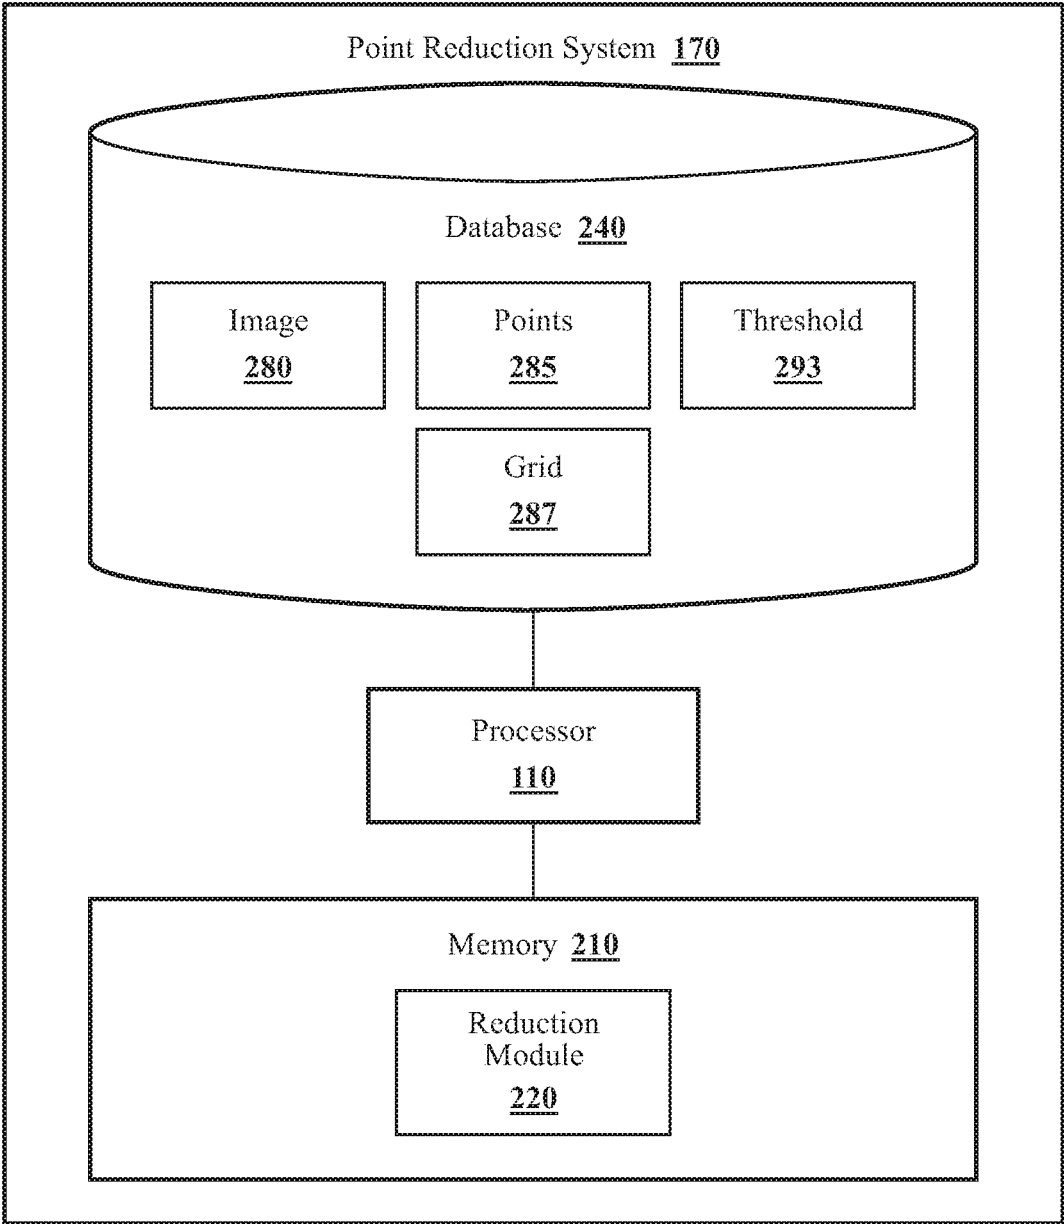 Point Reduction System 170
Database 240
Image
280
Points
285
Threshold
293
Grid
287
Processor
110
Memory 210
Reduction
Module
220